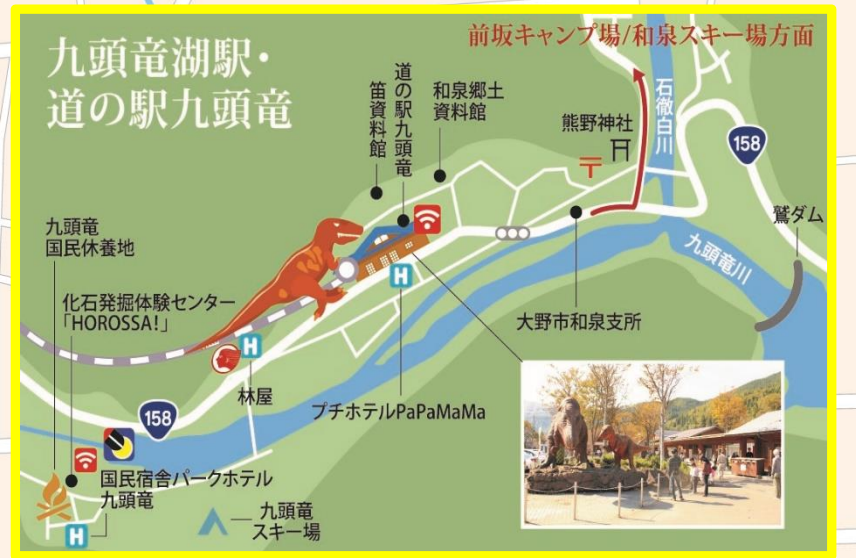 九頭竜湖駅・
道の駅九頭竜
前坂キャンプ場/和泉スキー場方面
石徹白川
158
熊野神社
和泉郷土
資料館
道の駅九頭竜
笛資料館
鷲ダム
九頭竜川
大野市和泉支所
九頭竜
国民休養地
化石発掘体験センター
「HOROSSA!」
H
H
林屋
プチホテルPaPaMaMa
158
国民宿舎パークホテル
九頭竜
H
九頭竜
スキー場